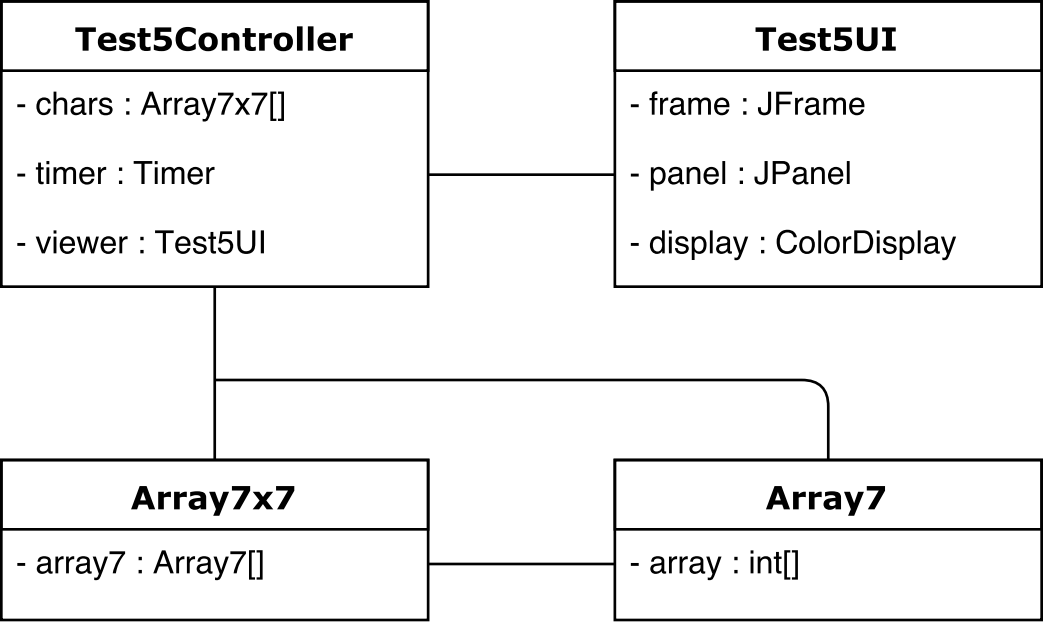 Test5Controller
- chars : Array7x7[]
- timer : Timer
- viewer : Test5UI
Test5UI
- frame : JFrame
- panel : JPanel
- display : ColorDisplay
Array7x7
- array7 : Array7[]
Array7
- array : int[]